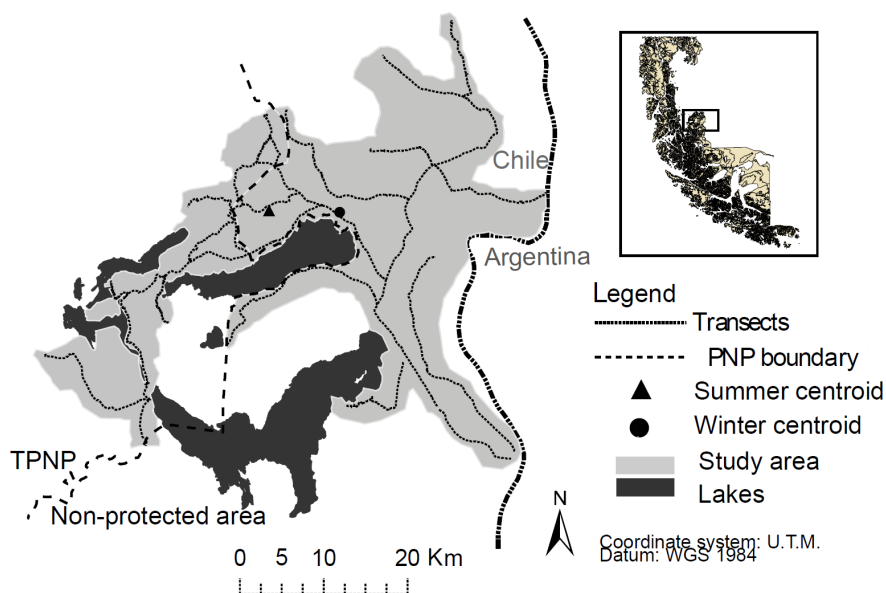 Chile
Argentina
TPNP
Non-protected area
Legend
Transects
PNP boundary
Summer centroid
Winter centroid
Study area
Lakes
N
Coordinate system: U.T.M.
Datum: WGS 1984
0 5 10 20 Km